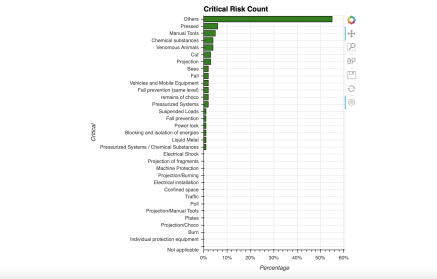 Critical Risk Count
Others
Pressed
Manual Tools
Chemical substances
Venomous Animals
Cut
Projection
Bees
Fall
Vehicles and Mobile Equipment
Fall prevention (same level)
remains of choco
Pressurized Systems
Suspended Loads
Fall prevention
Power lock
Blocking and isolation of energies
Liquid Metal
Pressurized Systems / Chemical Substances
Electrical Shock
Projection of fragments
Machine Protection
Projection/Burning
Electrical installation
Confined space
Traffic
Poll
Projection/Manual Tools
Plates
Projection/Choco
Burn
Individual protection equipment
Not applicable
Critical
0%
10%
20%
30%
40%
50%
60%
Percentage